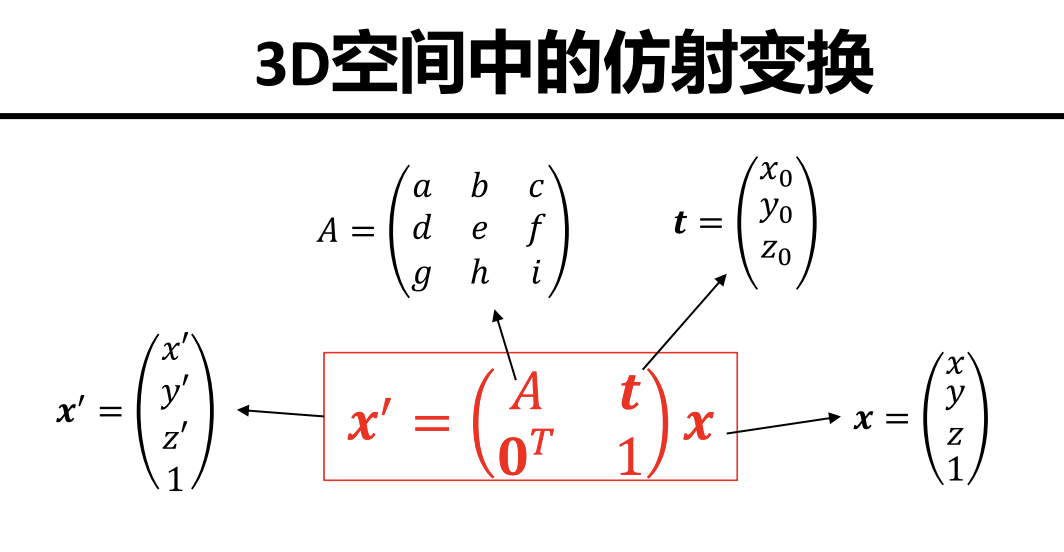 3D空间中的仿射变换
A = (a b c
d e f
g h i)
t = (x₀
y₀
z₀)
x′ = (x′
y′
z′
1)
x′ = (A t
0ᵀ 1) x
x = (x
y
z
1)